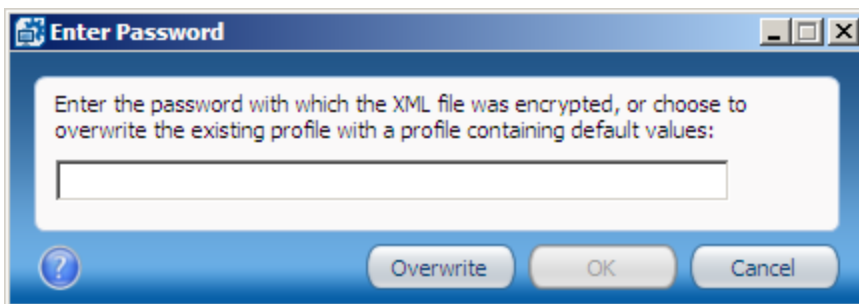 Enter Password
Enter the password with which the XML file was encrypted, or choose to
overwrite the existing profile with a profile containing default values:
?
Overwrite
OK
Cancel